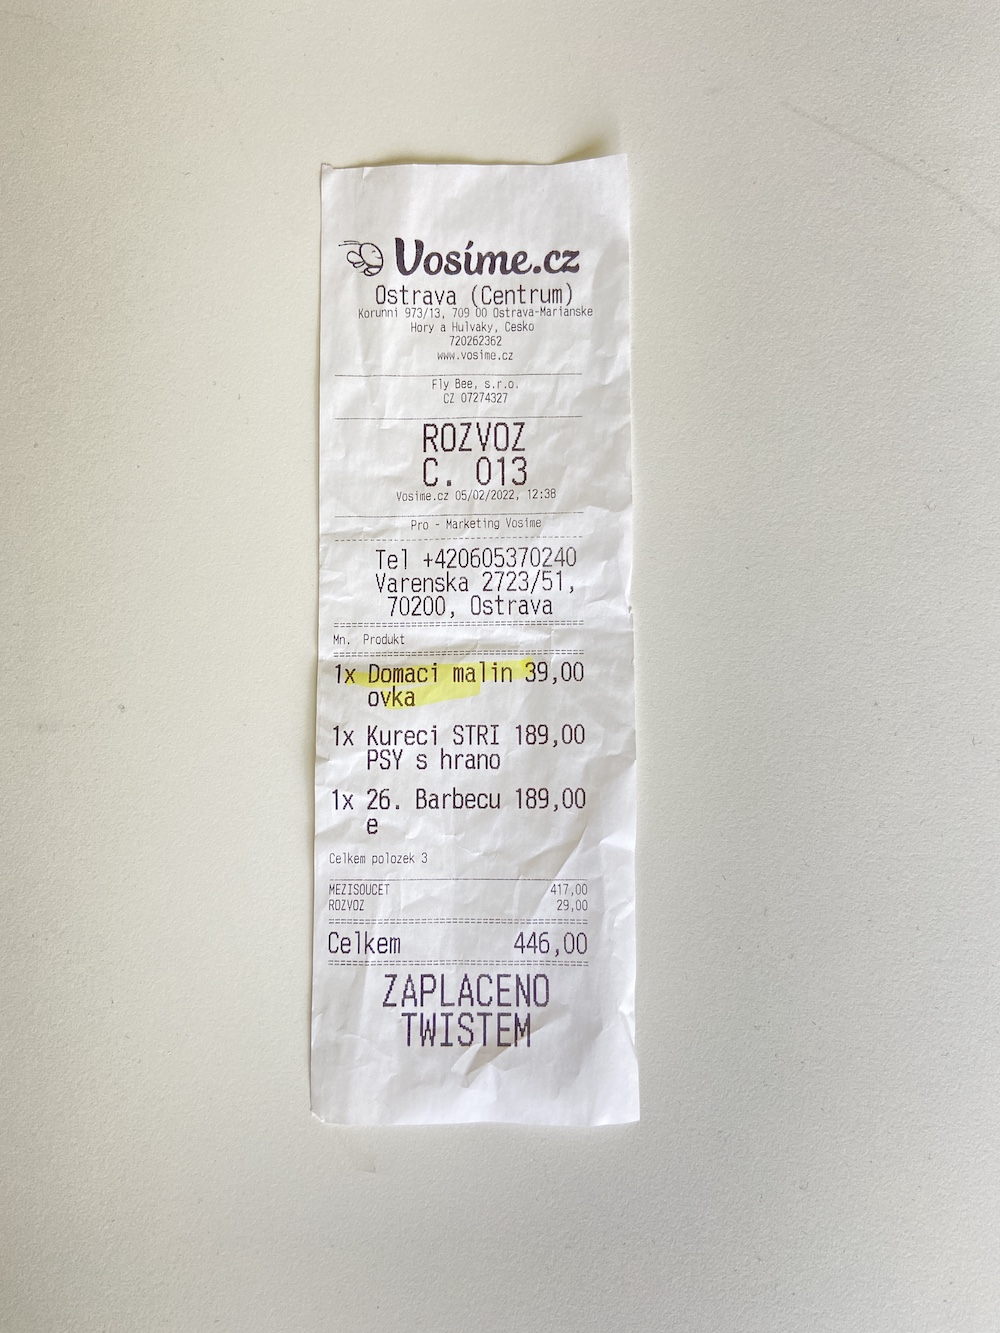 Vosíme.cz
Ostrava (Centrum)
Korunni 973/13, 709 00 Ostrava-Marianske
Hory a Hulvaky, Cesko
720262362
www.vosime.cz
Fly Bee, s.r.o.
CZ 07274327
ROZVOZ
C. 013
Vosime.cz 05/02/2022, 12:38
Pro - Marketing Vosime
Tel +420605370240
Varenska 2723/51,
70200, Ostrava
Mn. Produkt
1x Domaci malin 39,00
ovka
1x Kureci STRI 189,00
PSY s hrano
1x 26. Barbecu 189,00
e
Celkem polozek 3
MEZISOUCET 417,00
ROZVOZ 29,00
Celkem 446,00
ZAPLACENO
TWISTEM